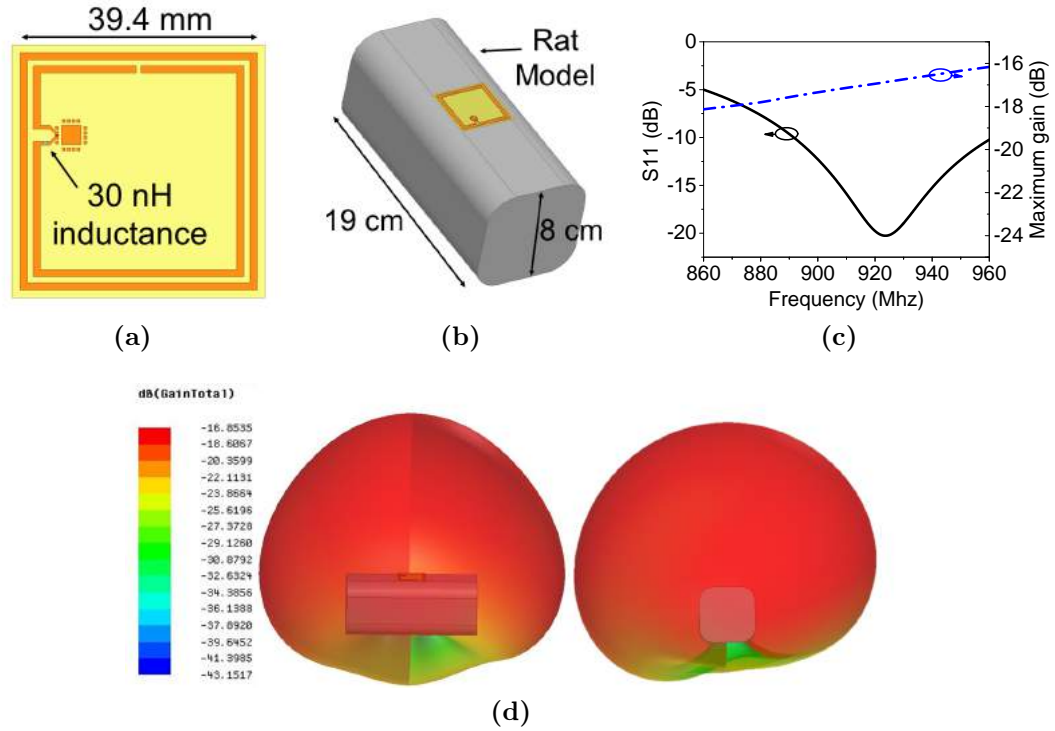 39.4 mm
30 nH
inductance
(a)
Rat
Model
19 cm
8 cm
(b)
0
-5
-10
-15
-20
S11 (dB)
860 880 900 920 940 960
Frequency (Mhz)
-16
-18
-20
-22
-24
Maximum gain (dB)
(c)
dB(GainTotal)
-16.8535
-18.6067
-20.3599
-22.1131
-23.8664
-25.6196
-27.3728
-29.1260
-30.8792
-32.6324
-34.3856
-36.1388
-37.8920
-39.6452
-41.3985
-43.1517
(d)